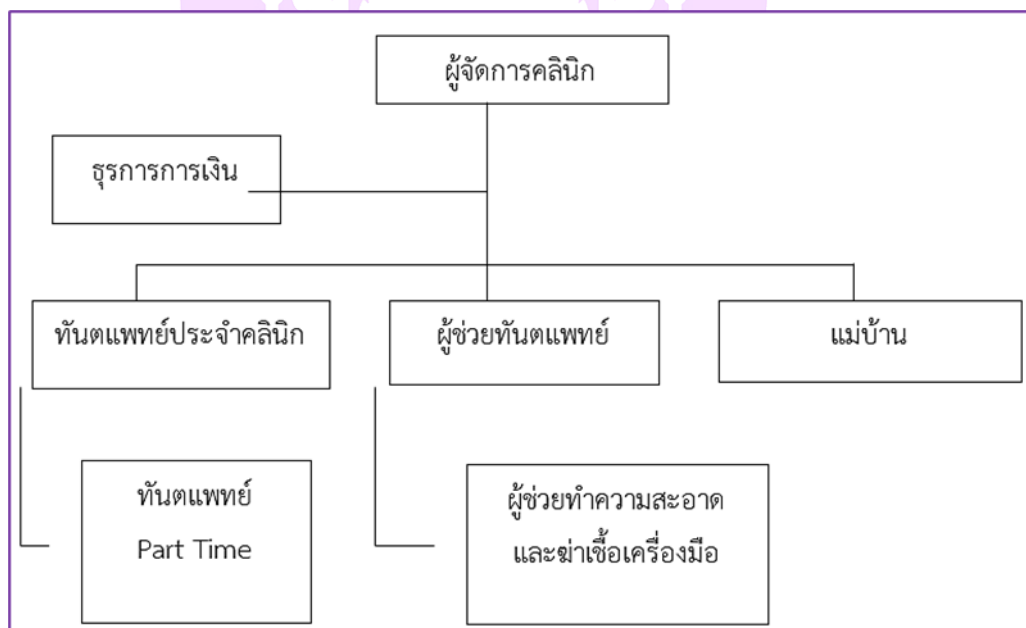 ผู้จัดการคลินิก
ธุรการการเงิน
ทันตแพทย์ประจำคลินิก
ผู้ช่วยทันตแพทย์
แม่บ้าน
ทันตแพทย์
Part Time
ผู้ช่วยทำความสะอาด
และฆ่าเชื้อเครื่องมือ